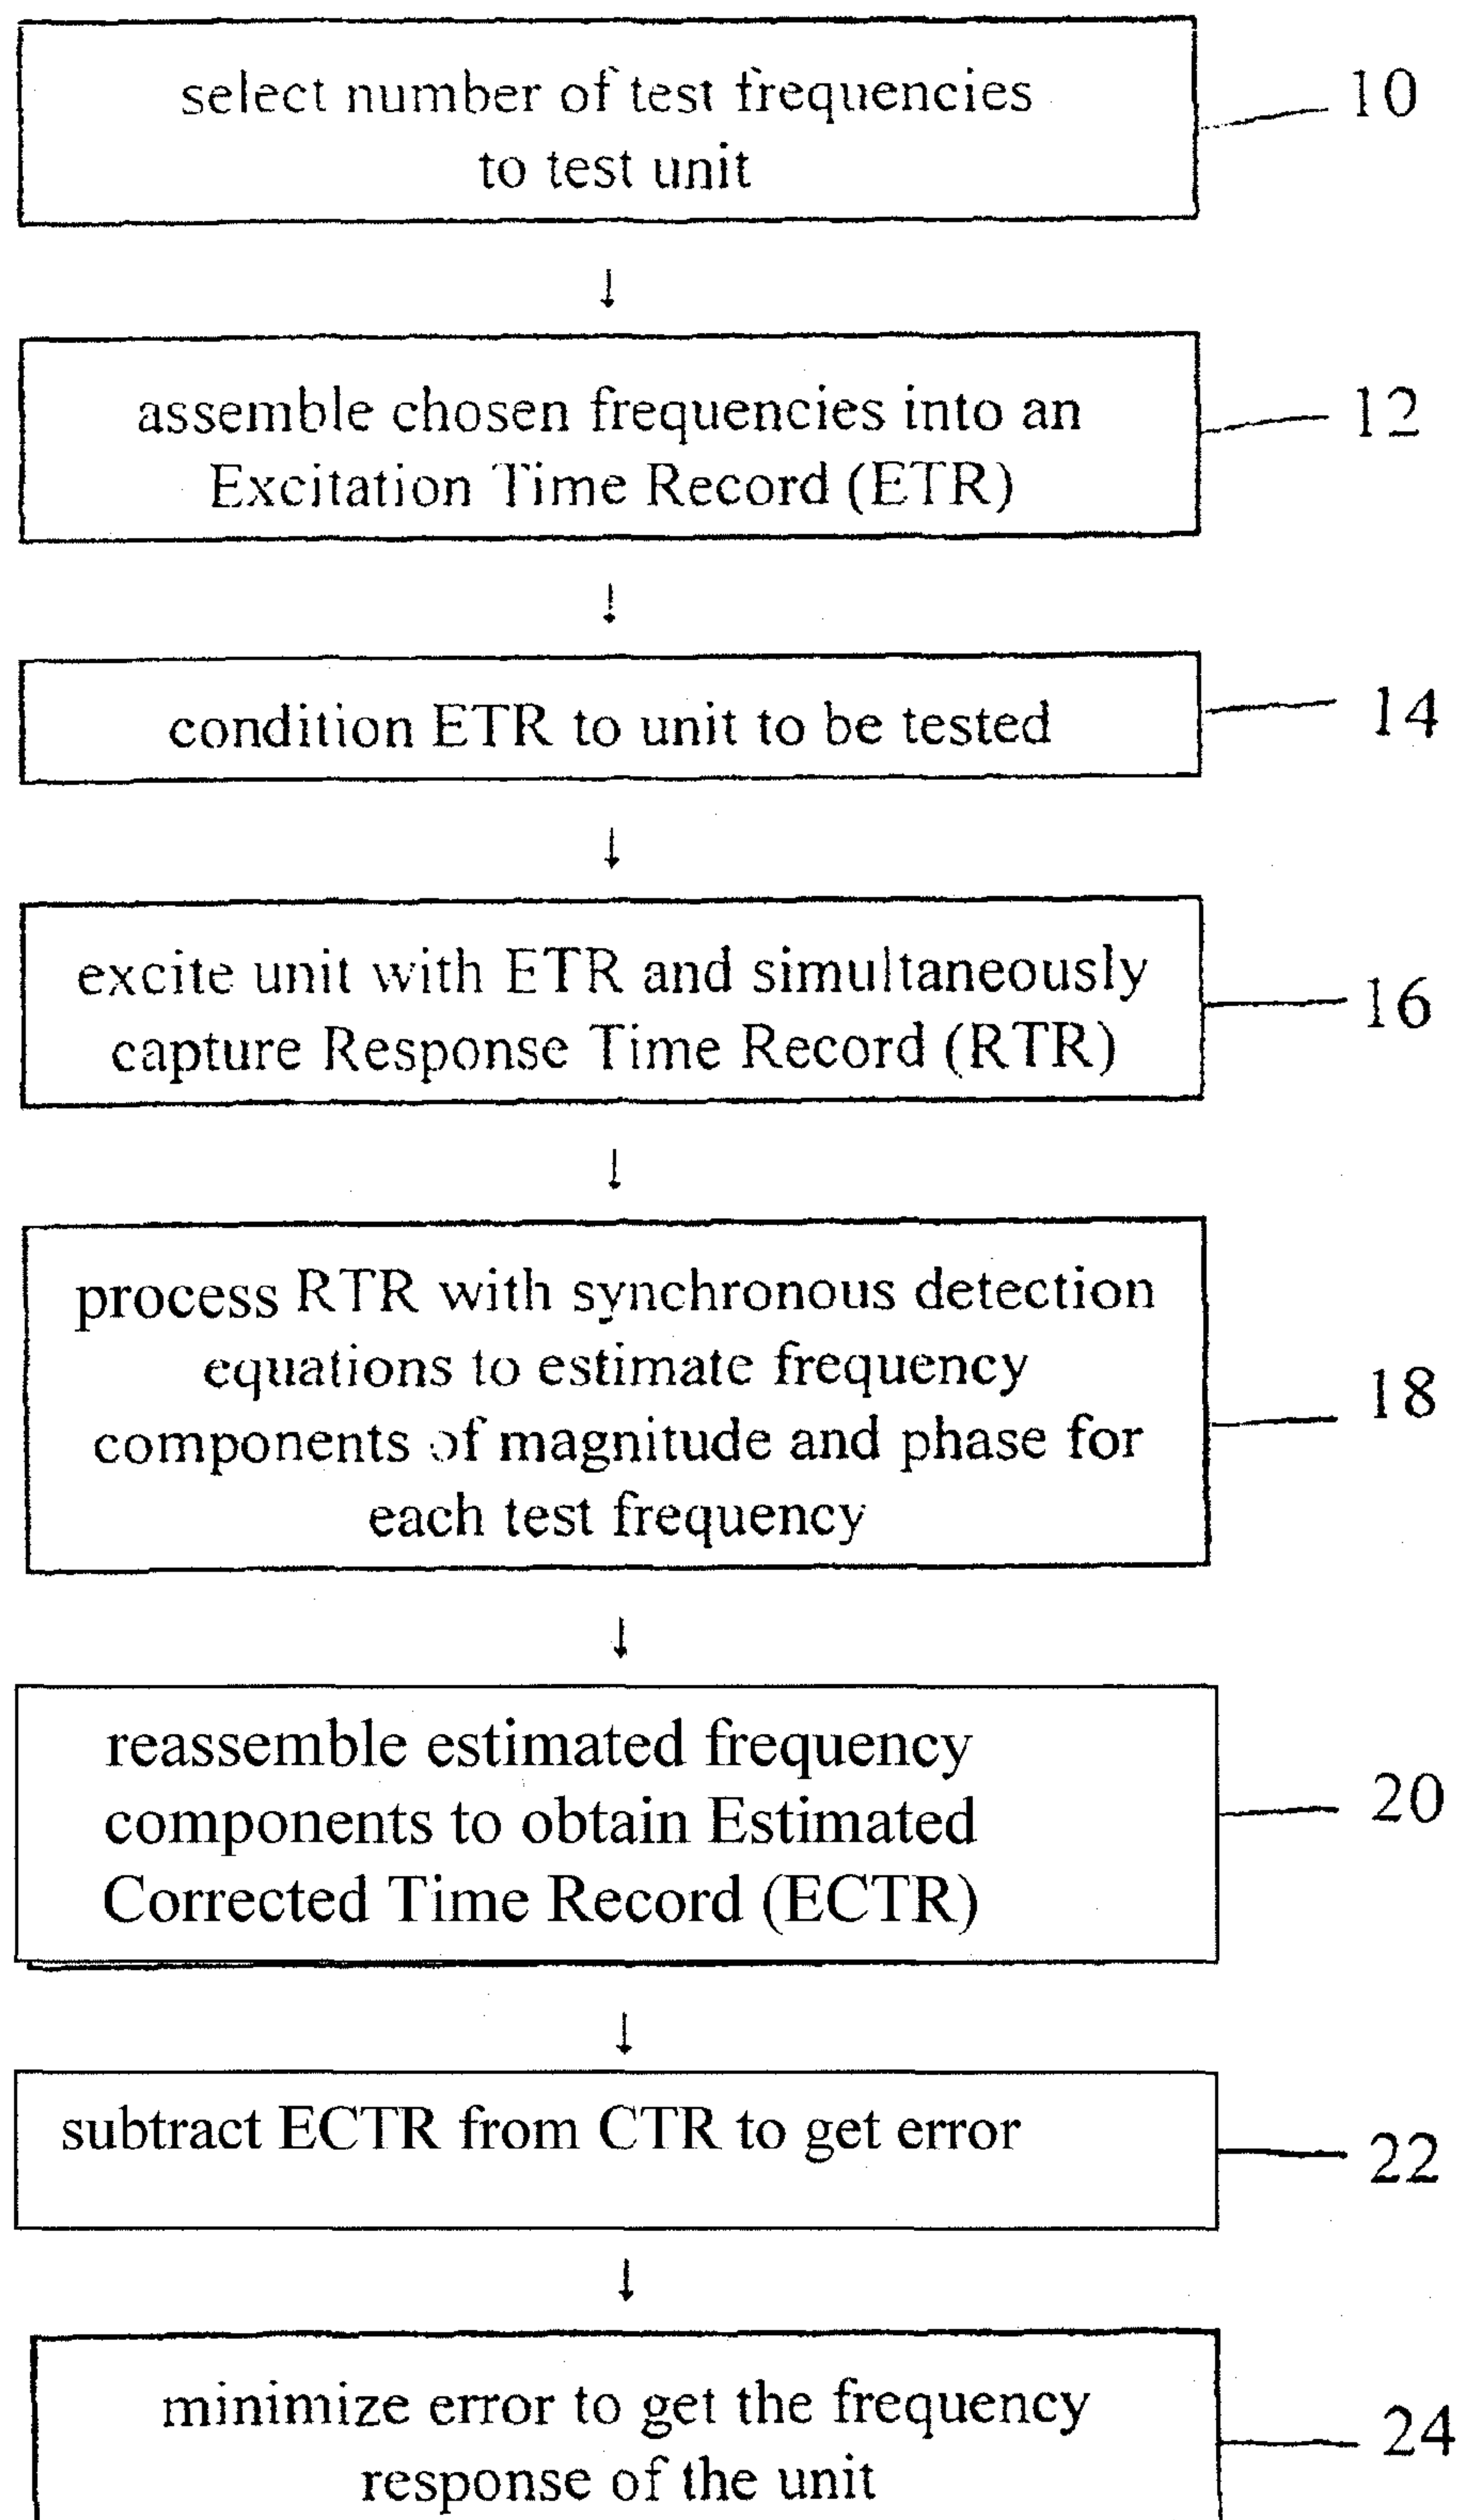 select number of test frequencies
to test unit
10
assemble chosen frequencies into an
Excitation Time Record (ETR)
12
condition ETR to unit to be tested
14
excite unit with ETR and simultaneously
capture Response Time Record (RTR)
16
process RTR with synchronous detection
equations to estimate frequency
components of magnitude and phase for
each test frequency
18
reassemble estimated frequency
components to obtain Estimated
Corrected Time Record (ECTR)
20
subtract ECTR from CTR to get error
22
minimize error to get the frequency
response of the unit
24